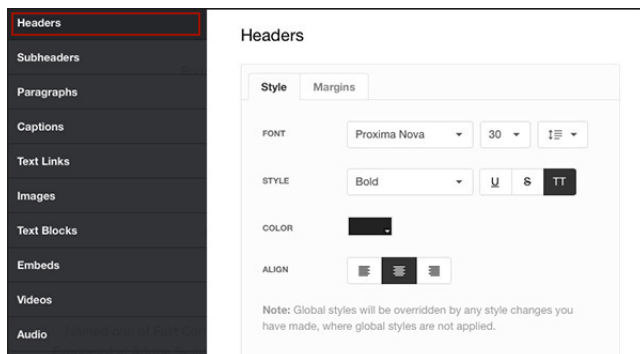 Headers
Subheaders
Paragraphs
Captions
Text Links
Images
Text Blocks
Embeds
Videos
Audio
Headers
Style Margins
FONT Proxima Nova 30
STYLE Bold U S TT
COLOR
ALIGN
Note: Global styles will be overridden by any style changes you
have made, where global styles are not applied.